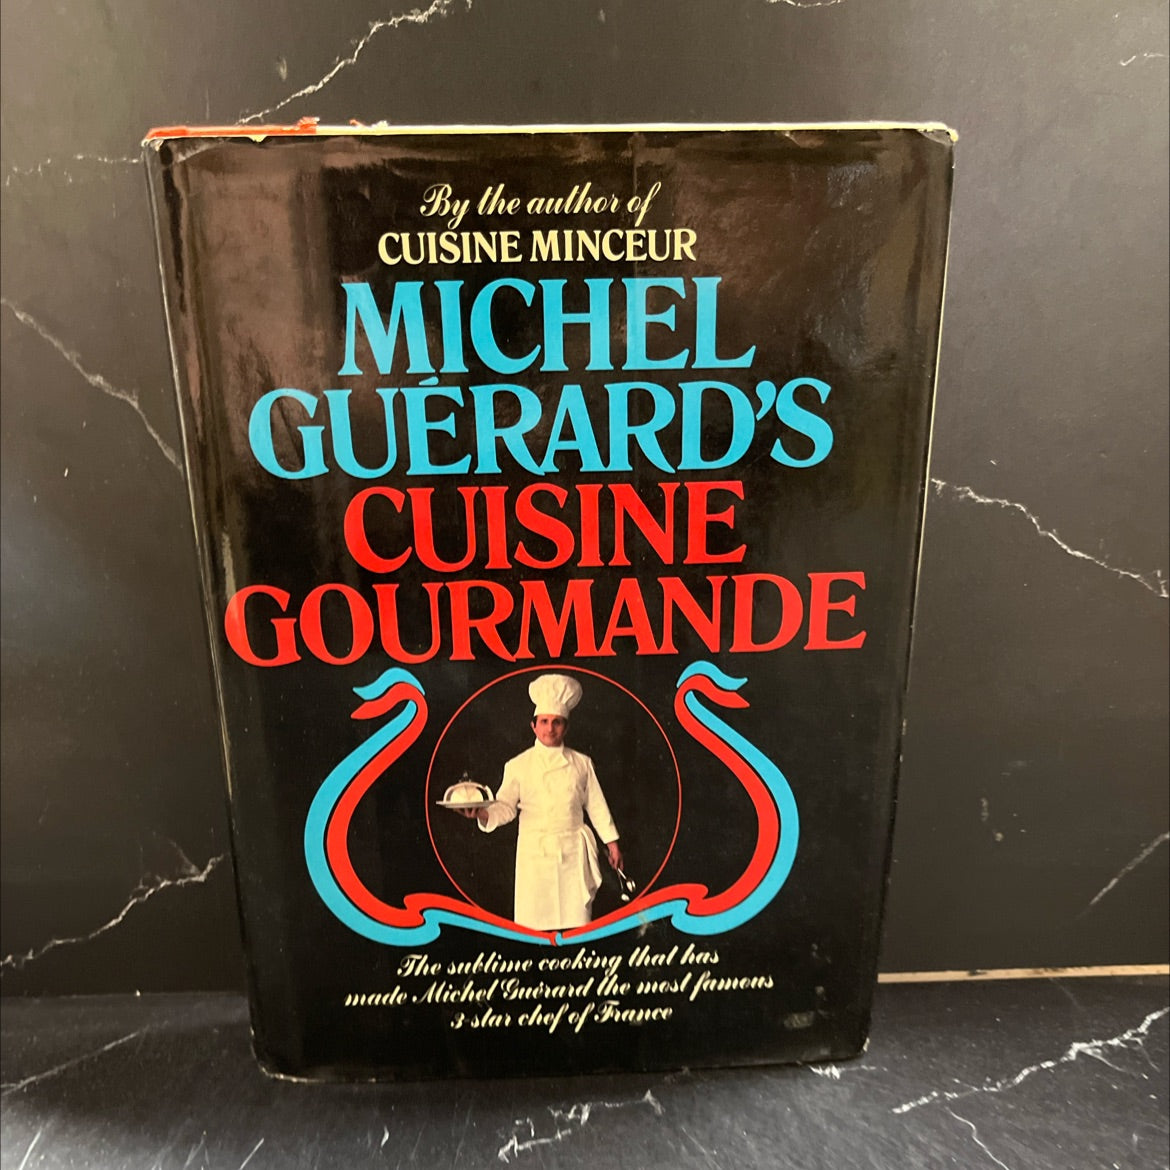 By the author of
CUISINE MINCEUR
MICHEL
GUÉRARD'S
CUISINE
GOURMANDE
The sublime cooking that has
made Michel Guérard the most famous
3-star chef of France